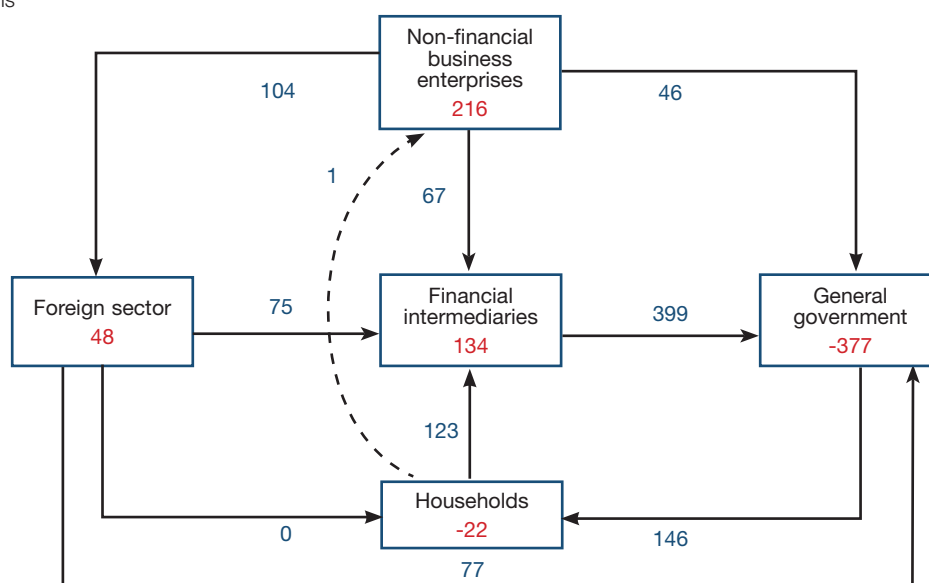 ns
Non-financial
business
enterprises
216
104
46
1
67
Foreign sector
48
75
Financial
intermediaries
134
399
General
government
-377
123
Households
-22
0
146
77